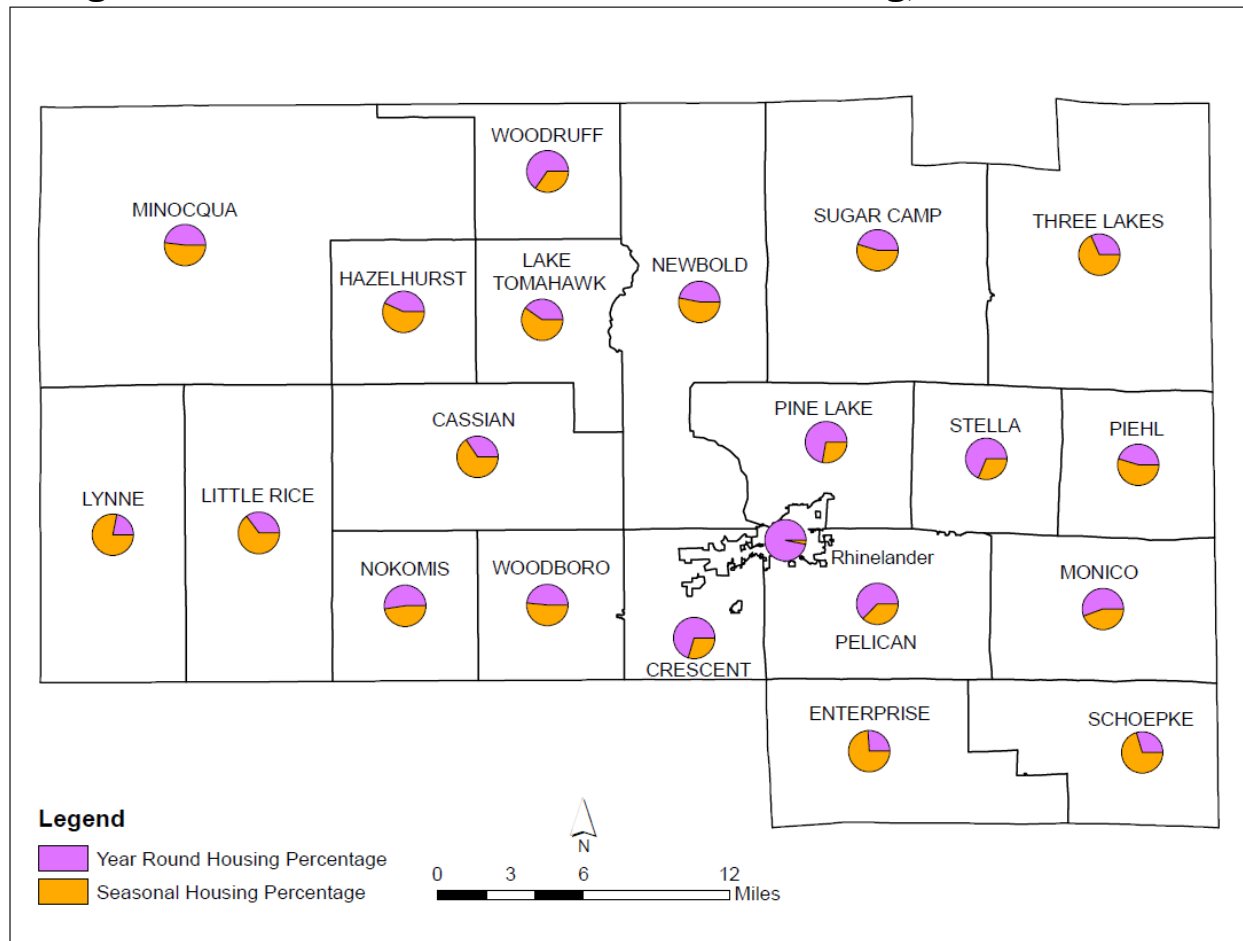 WOODRUFF
MINOCQUA
SUGAR CAMP
THREE LAKES
HAZELHURST
LAKE
TOMAHAWK
NEWBOLD
CASSIAN
PINE LAKE
STELLA
PIEHL
LYNNE
LITTLE RICE
NOKOMIS
WOODBORO
Rhinelander
MONICO
PELICAN
CRESCENT
ENTERPRISE
SCHOEPKE
Legend
Year Round Housing Percentage
Seasonal Housing Percentage
N
0 3 6 12
Miles